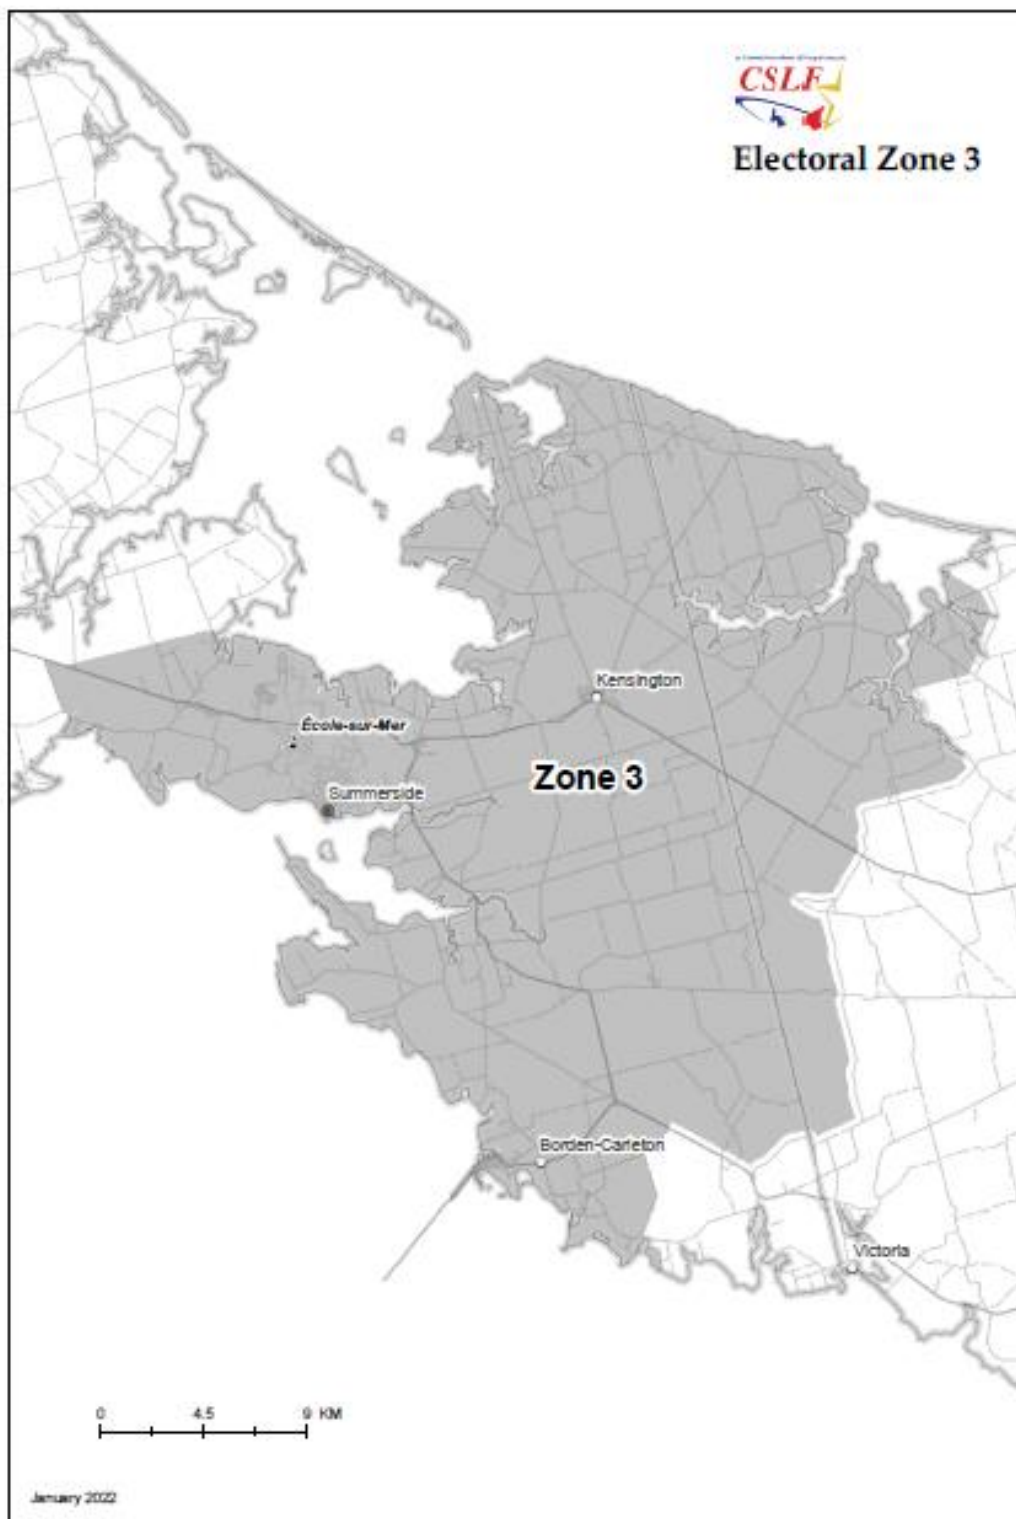 CSLF
Electoral Zone 3
Kensington
École-sur-Mer
Zone 3
Summerside
Borden-Carleton
Victoria
0 4.5 9 KM
January 2022